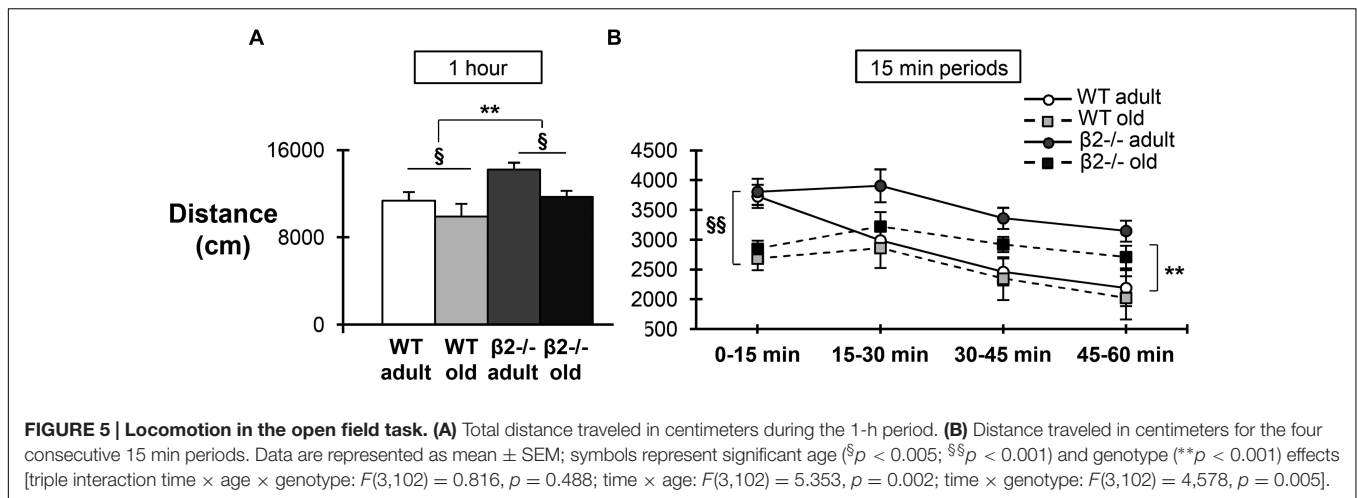 A
B
1 hour
15 min periods
WT adult
WT old
β2-/- adult
β2-/- old
**
§
§
16000
8000
0
Distance
(cm)
WT adult
WT old
β2-/- adult
β2-/- old
4500
4000
3500
3000
2500
2000
500
§§
**
0-15 min
15-30 min
30-45 min
45-60 min
FIGURE 5 | Locomotion in the open field task. (A) Total distance traveled in centimeters during the 1-h period. (B) Distance traveled in centimeters for the four
consecutive 15 min periods. Data are represented as mean ± SEM; symbols represent significant age (§p < 0.005; §§p < 0.001) and genotype (**p < 0.001) effects
[triple interaction time × age × genotype: F(3,102) = 0.816, p = 0.488; time × age: F(3,102) = 5.353, p = 0.002; time × genotype: F(3,102) = 4,578, p = 0.005].